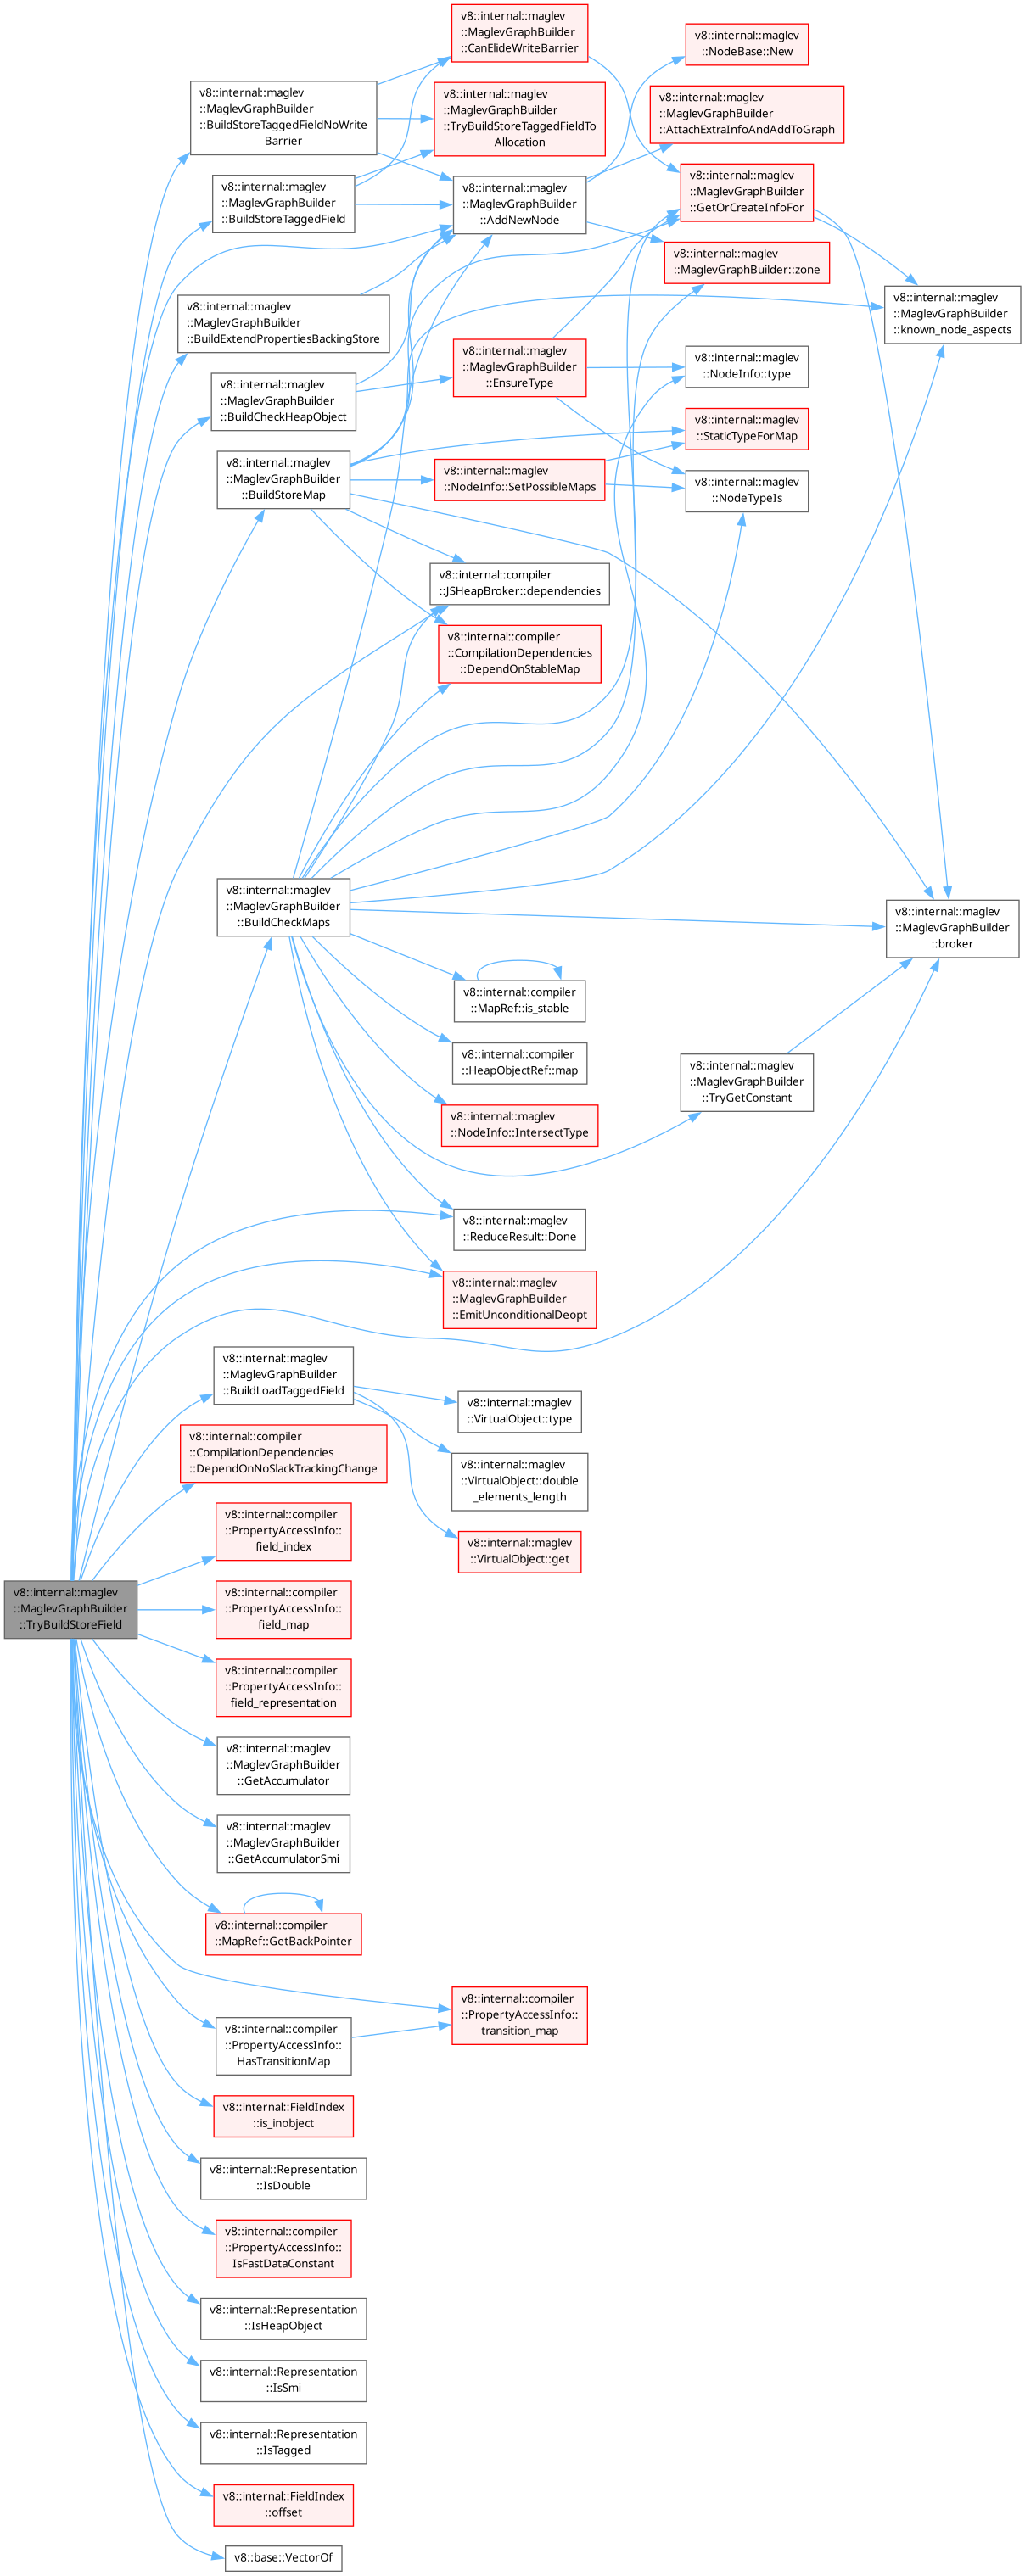 v8::internal::maglev
::MaglevGraphBuilder
::CanElideWriteBarrier
v8::internal::maglev
::NodeBase::New
v8::internal::maglev
::MaglevGraphBuilder
::BuildStoreTaggedFieldNoWrite
Barrier
v8::internal::maglev
::MaglevGraphBuilder
::TryBuildStoreTaggedFieldTo
Allocation
v8::internal::maglev
::MaglevGraphBuilder
::AttachExtraInfoAndAddToGraph
v8::internal::maglev
::MaglevGraphBuilder
::BuildStoreTaggedField
v8::internal::maglev
::MaglevGraphBuilder
::AddNewNode
v8::internal::maglev
::MaglevGraphBuilder
::GetOrCreateInfoFor
v8::internal::maglev
::MaglevGraphBuilder::zone
v8::internal::maglev
::MaglevGraphBuilder
::known_node_aspects
v8::internal::maglev
::MaglevGraphBuilder
::BuildExtendPropertiesBackingStore
v8::internal::maglev
::MaglevGraphBuilder
::EnsureType
v8::internal::maglev
::NodeInfo::type
v8::internal::maglev
::MaglevGraphBuilder
::BuildCheckHeapObject
v8::internal::maglev
::StaticTypeForMap
v8::internal::maglev
::MaglevGraphBuilder
::BuildStoreMap
v8::internal::maglev
::NodeInfo::SetPossibleMaps
v8::internal::maglev
::NodeTypeIs
v8::internal::compiler
::JSHeapBroker::dependencies
v8::internal::compiler
::CompilationDependencies
::DependOnStableMap
v8::internal::maglev
::MaglevGraphBuilder
::BuildCheckMaps
v8::internal::maglev
::MaglevGraphBuilder
::broker
v8::internal::compiler
::MapRef::is_stable
v8::internal::compiler
::HeapObjectRef::map
v8::internal::maglev
::MaglevGraphBuilder
::TryGetConstant
v8::internal::maglev
::NodeInfo::IntersectType
v8::internal::maglev
::ReduceResult::Done
v8::internal::maglev
::MaglevGraphBuilder
::EmitUnconditionalDeopt
v8::internal::maglev
::MaglevGraphBuilder
::BuildLoadTaggedField
v8::internal::maglev
::VirtualObject::type
v8::internal::compiler
::CompilationDependencies
::DependOnNoSlackTrackingChange
v8::internal::maglev
::VirtualObject::double
_elements_length
v8::internal::compiler
::PropertyAccessInfo::
field_index
v8::internal::maglev
::VirtualObject::get
v8::internal::maglev
::MaglevGraphBuilder
::TryBuildStoreField
v8::internal::compiler
::PropertyAccessInfo::
field_map
v8::internal::compiler
::PropertyAccessInfo::
field_representation
v8::internal::maglev
::MaglevGraphBuilder
::GetAccumulator
v8::internal::maglev
::MaglevGraphBuilder
::GetAccumulatorSmi
v8::internal::compiler
::MapRef::GetBackPointer
v8::internal::compiler
::PropertyAccessInfo::
transition_map
v8::internal::compiler
::PropertyAccessInfo::
HasTransitionMap
v8::internal::FieldIndex
::is_inobject
v8::internal::Representation
::IsDouble
v8::internal::compiler
::PropertyAccessInfo::
IsFastDataConstant
v8::internal::Representation
::IsHeapObject
v8::internal::Representation
::IsSmi
v8::internal::Representation
::IsTagged
v8::internal::FieldIndex
::offset
v8::base::VectorOf